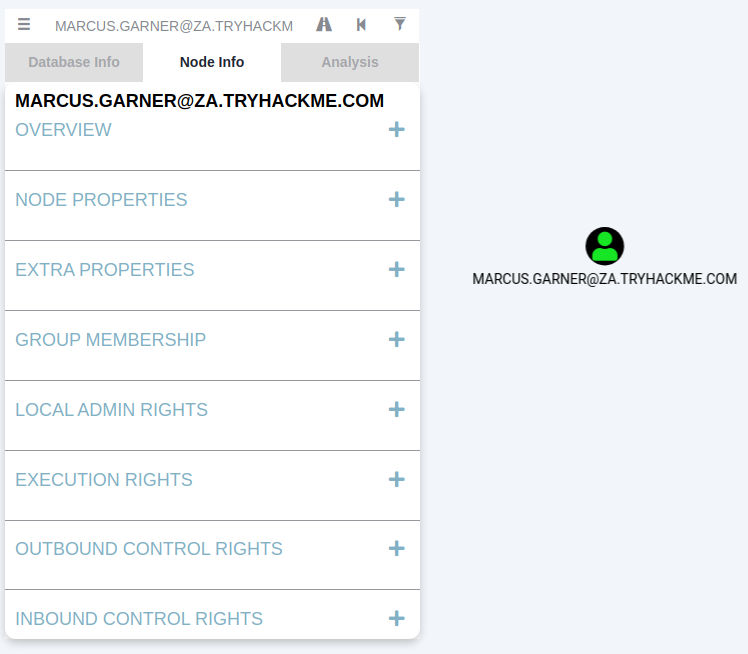 MARCUS.GARNER@ZA.TRYHACKM
Database Info
Node Info
Analysis
MARCUS.GARNER@ZA.TRYHACKME.COM
OVERVIEW
NODE PROPERTIES
EXTRA PROPERTIES
GROUP MEMBERSHIP
LOCAL ADMIN RIGHTS
EXECUTION RIGHTS
OUTBOUND CONTROL RIGHTS
INBOUND CONTROL RIGHTS
MARCUS.GARNER@ZA.TRYHACKME.COM